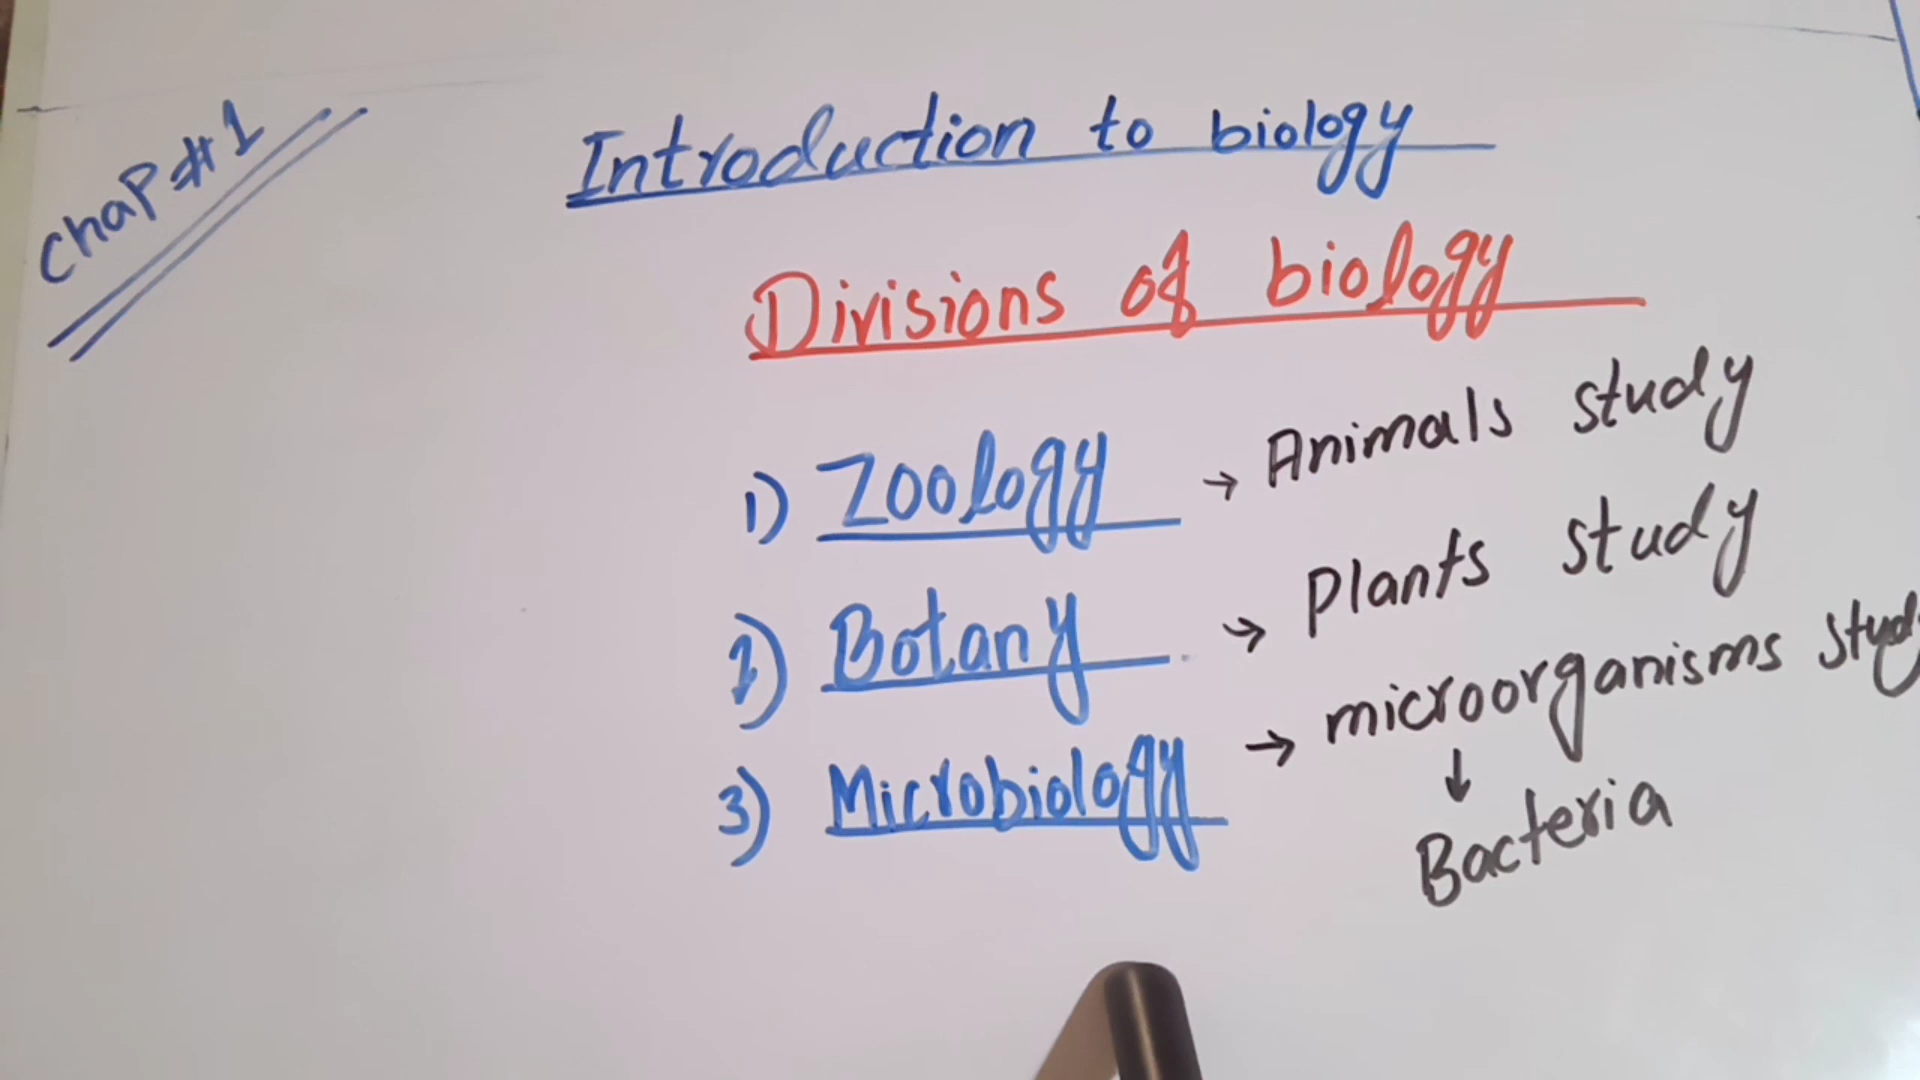 Chap#1
Introduction to biology
Divisions of biology
1) Zoology → Animals study
2) Botany → Plants study
3) Microbiology → microorganisms study
↓
Bacteria